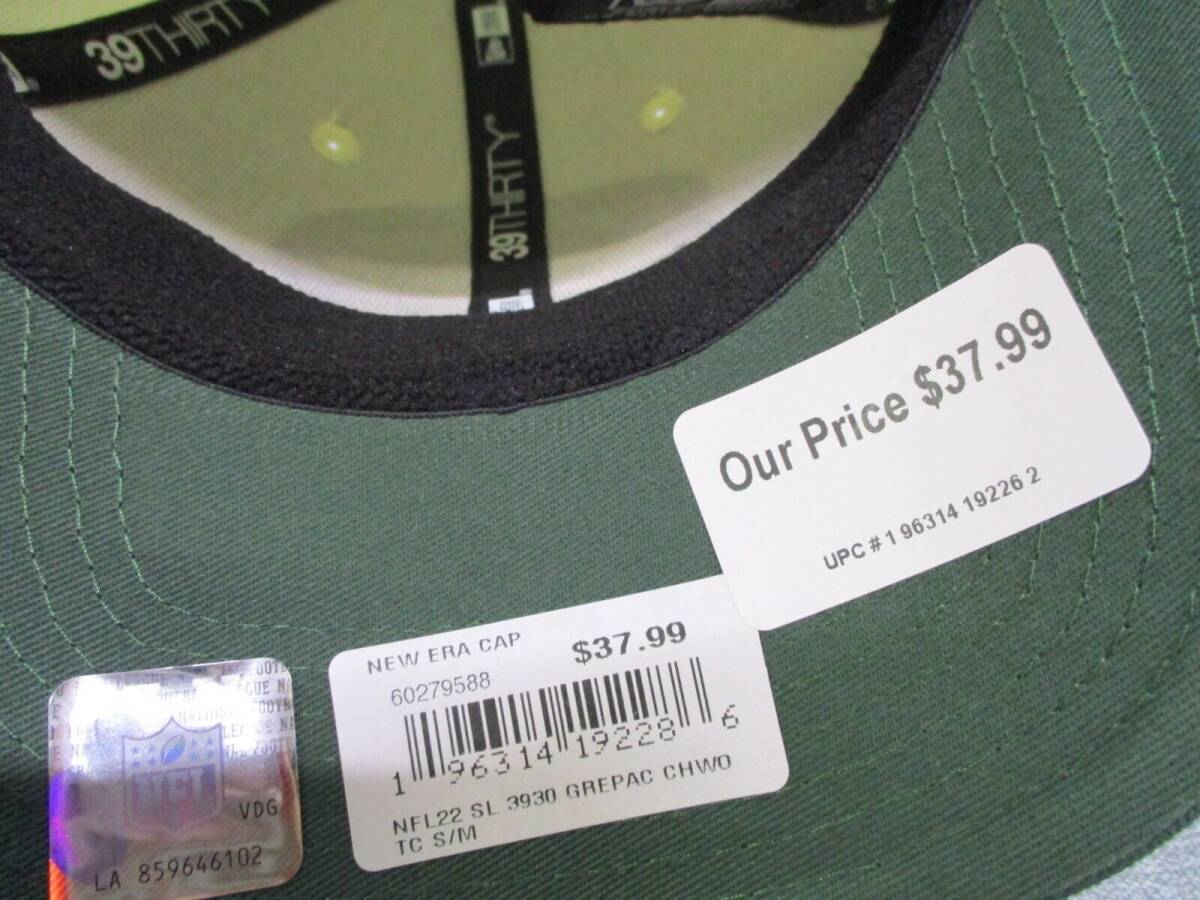 39THIRTY
39THIRTY
Our Price $37.99
UPC # 1 96314 19226 2
NEW ERA CAP $37.99
60279588
1 96314 19228 6
NFL22 SL 3930 GREPAC CHWO
TC S/M
NFL
VDG
LA 859646102